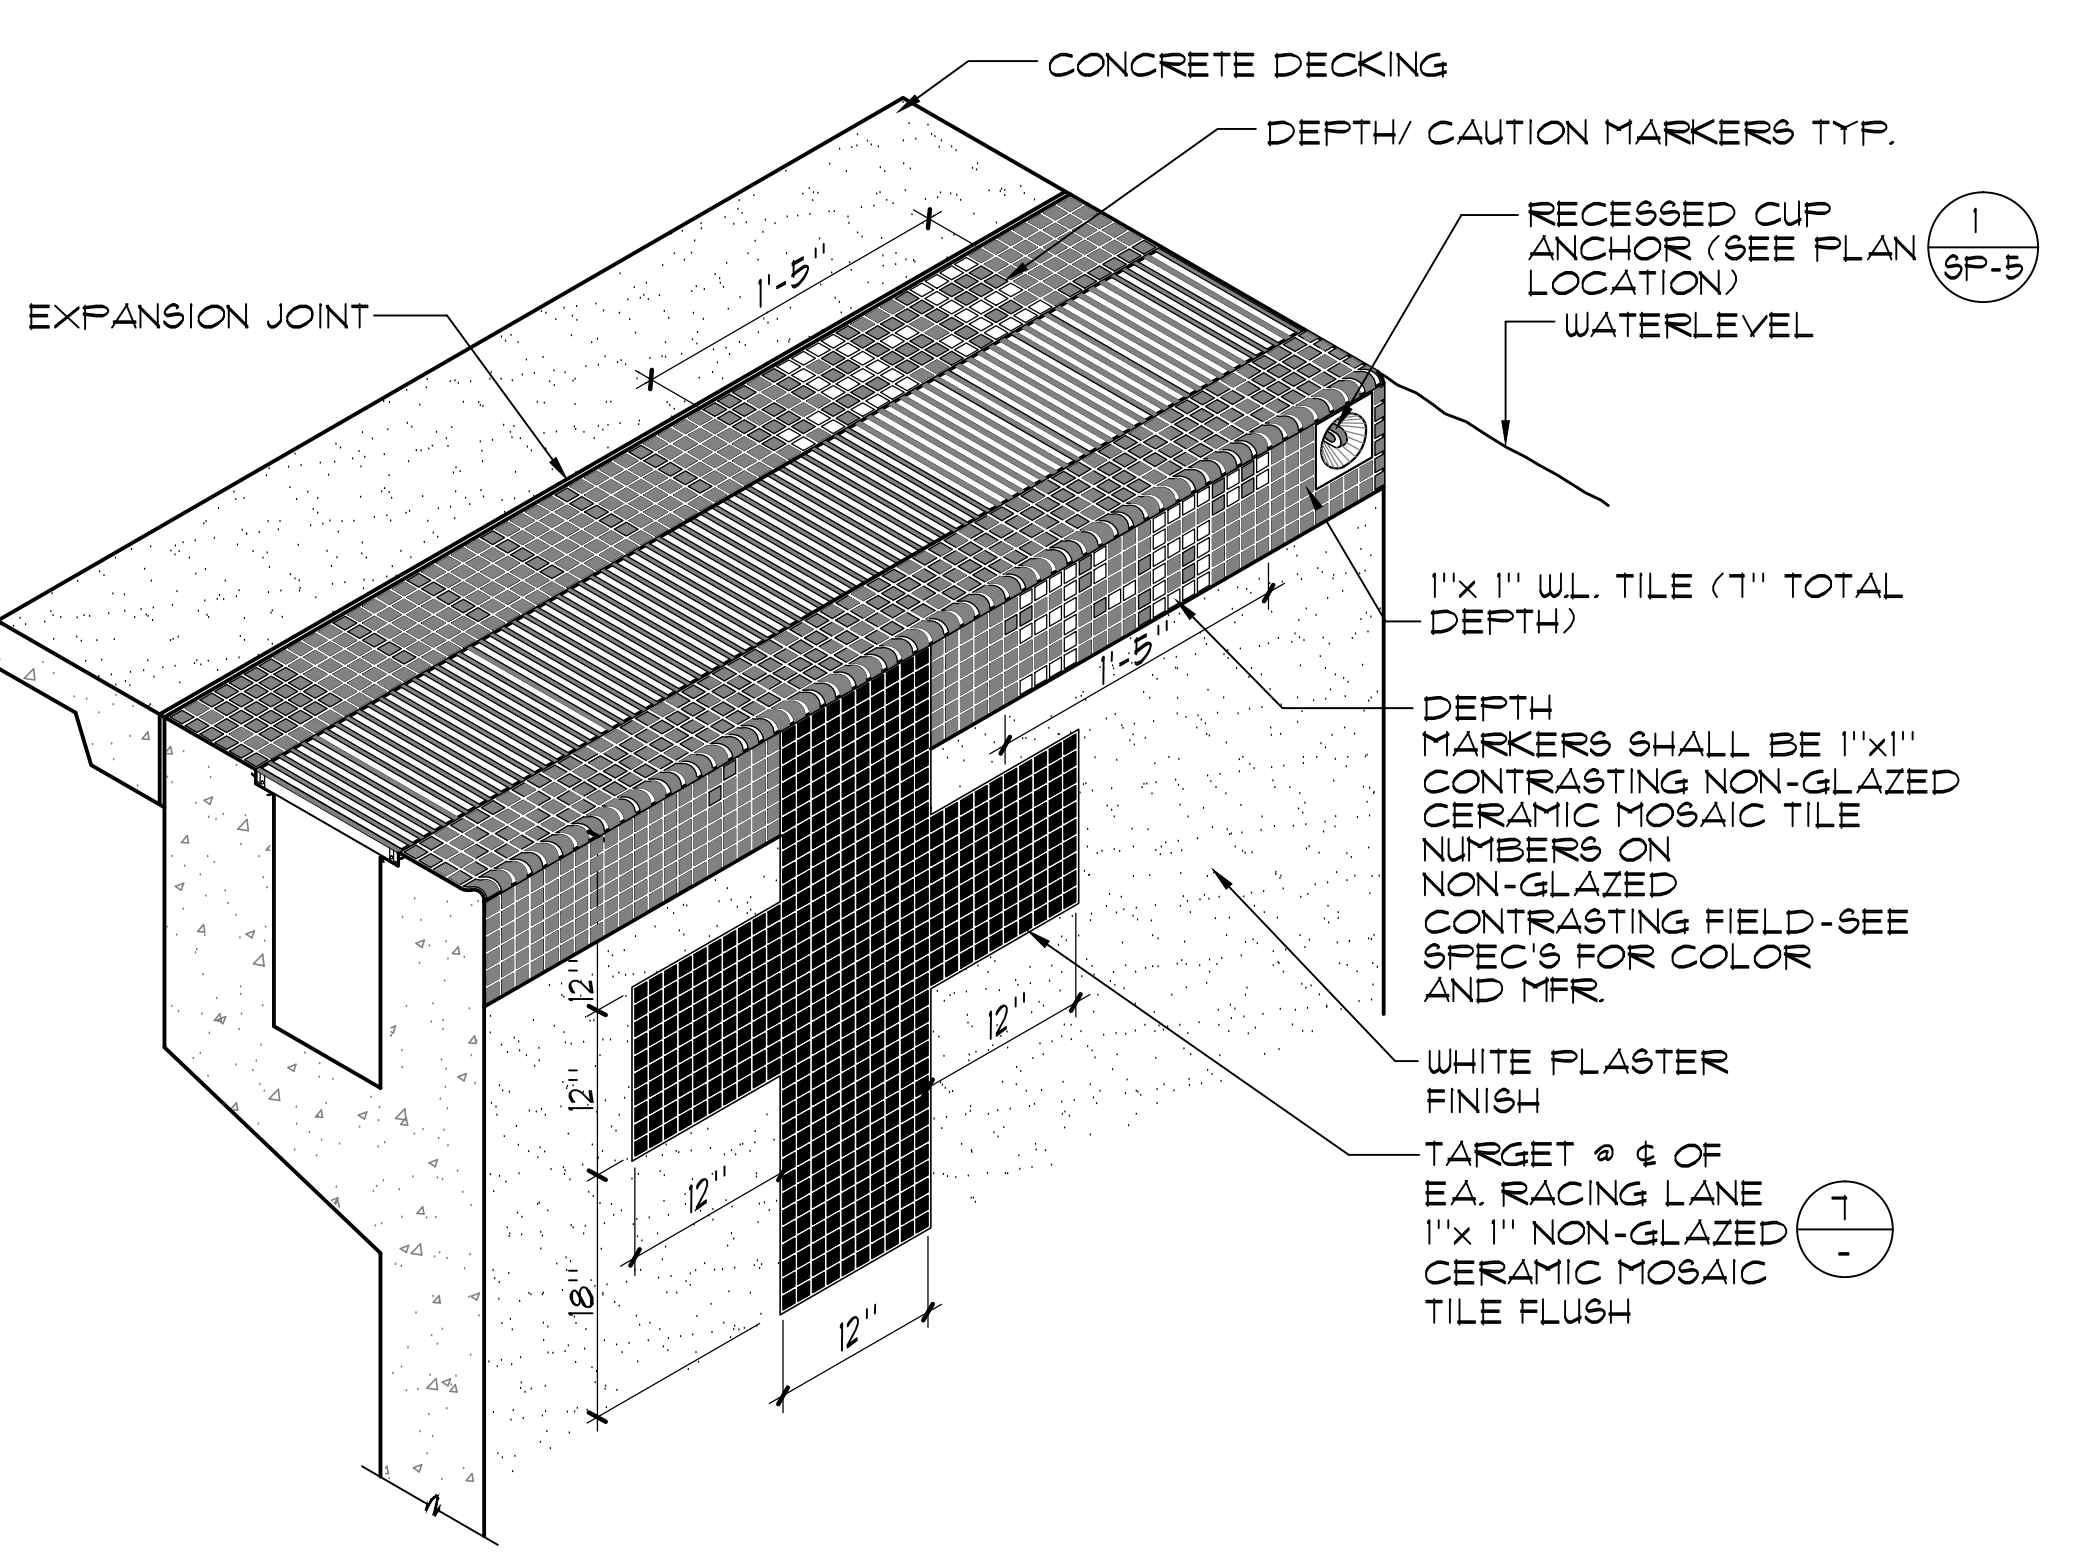 CONCRETE DECKING
DEPTH/ CAUTION MARKERS TYP.
RECESSED CUP
ANCHOR (SEE PLAN
LOCATION)
1
SP-5
WATERLEVEL
EXPANSION JOINT
1'-5"
1"x 1" W.L. TILE (7" TOTAL
DEPTH)
1'-5"
DEPTH
MARKERS SHALL BE 1"x1"
CONTRASTING NON-GLAZED
CERAMIC MOSAIC TILE
NUMBERS ON
NON-GLAZED
CONTRASTING FIELD-SEE
SPEC'S FOR COLOR
AND MFR.
12"
12"
12"
12"
18"
12"
WHITE PLASTER
FINISH
TARGET @ ℄ OF
EA. RACING LANE
1"x 1" NON-GLAZED
CERAMIC MOSAIC
TILE FLUSH
7
-